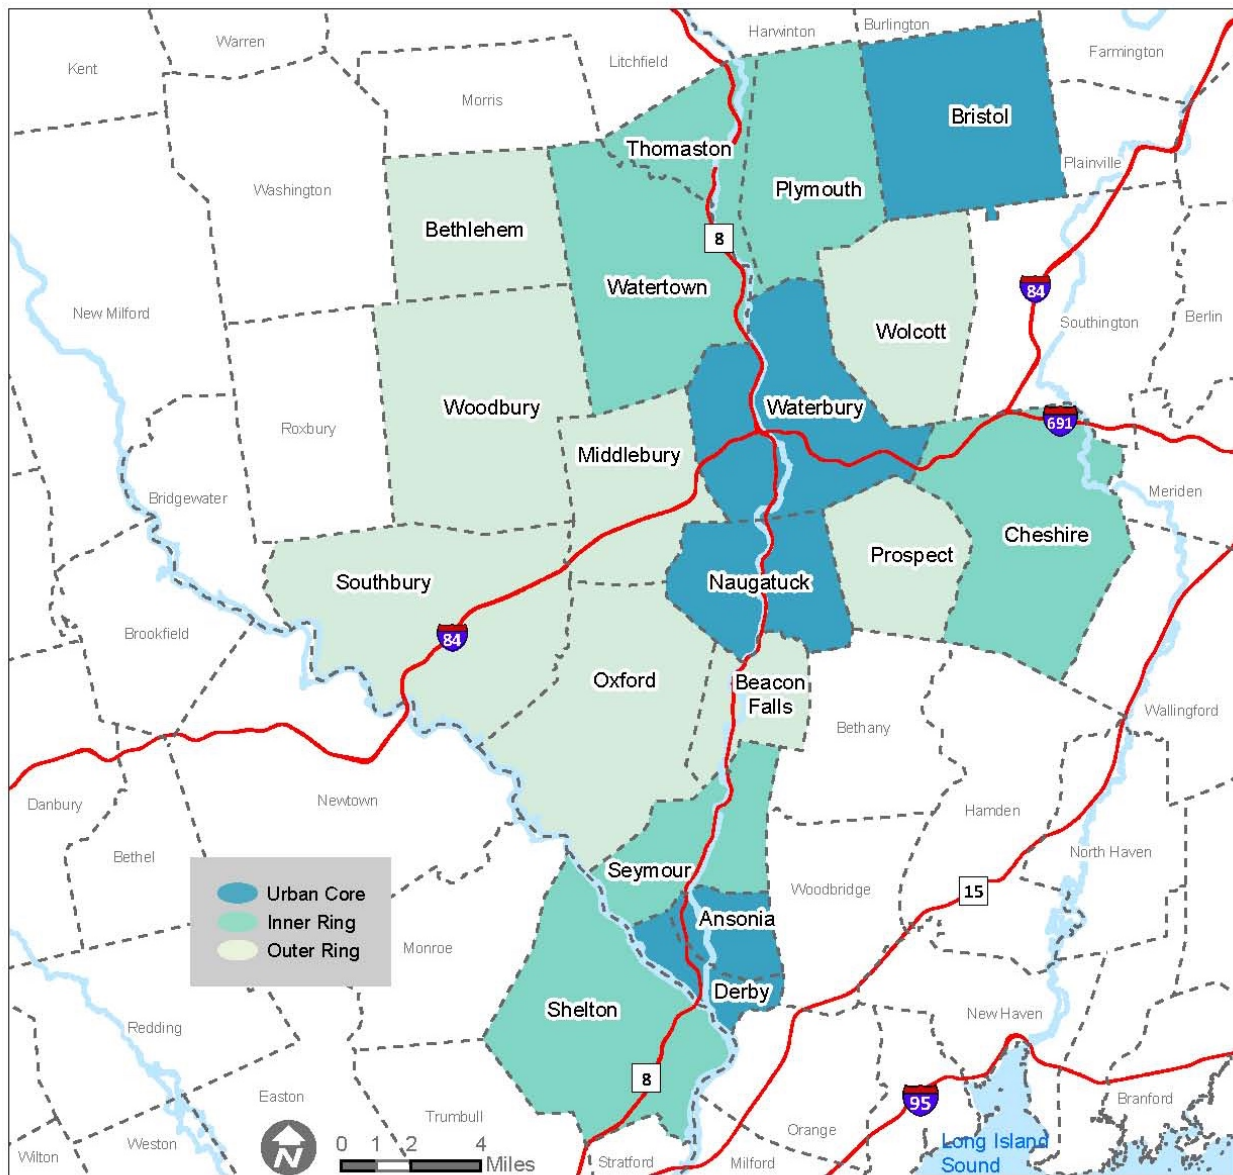 Harwinton
Burlington
Warren
Kent
Litchfield
Farmington
Morris
Bristol
Thomaston
Plainville
Washington
Plymouth
Bethlehem
8
Watertown
84
New Milford
Southington
Berlin
Wolcott
Woodbury
Waterbury
Roxbury
691
Middlebury
Bridgewater
Meriden
Cheshire
Prospect
Southbury
Naugatuck
Brookfield
84
Oxford
Beacon
Falls
Bethany
Wallingford
Danbury
Newtown
Hamden
Bethel
North Haven
Seymour
Woodbridge
15
Urban Core
Inner Ring
Outer Ring
Ansonia
Monroe
Derby
Shelton
New Haven
Redding
8
Easton
95
Branford
Trumbull
Orange
Long Island
Sound
Wilton
Weston
N
0 1 2 4
Miles
Stratford
Milford